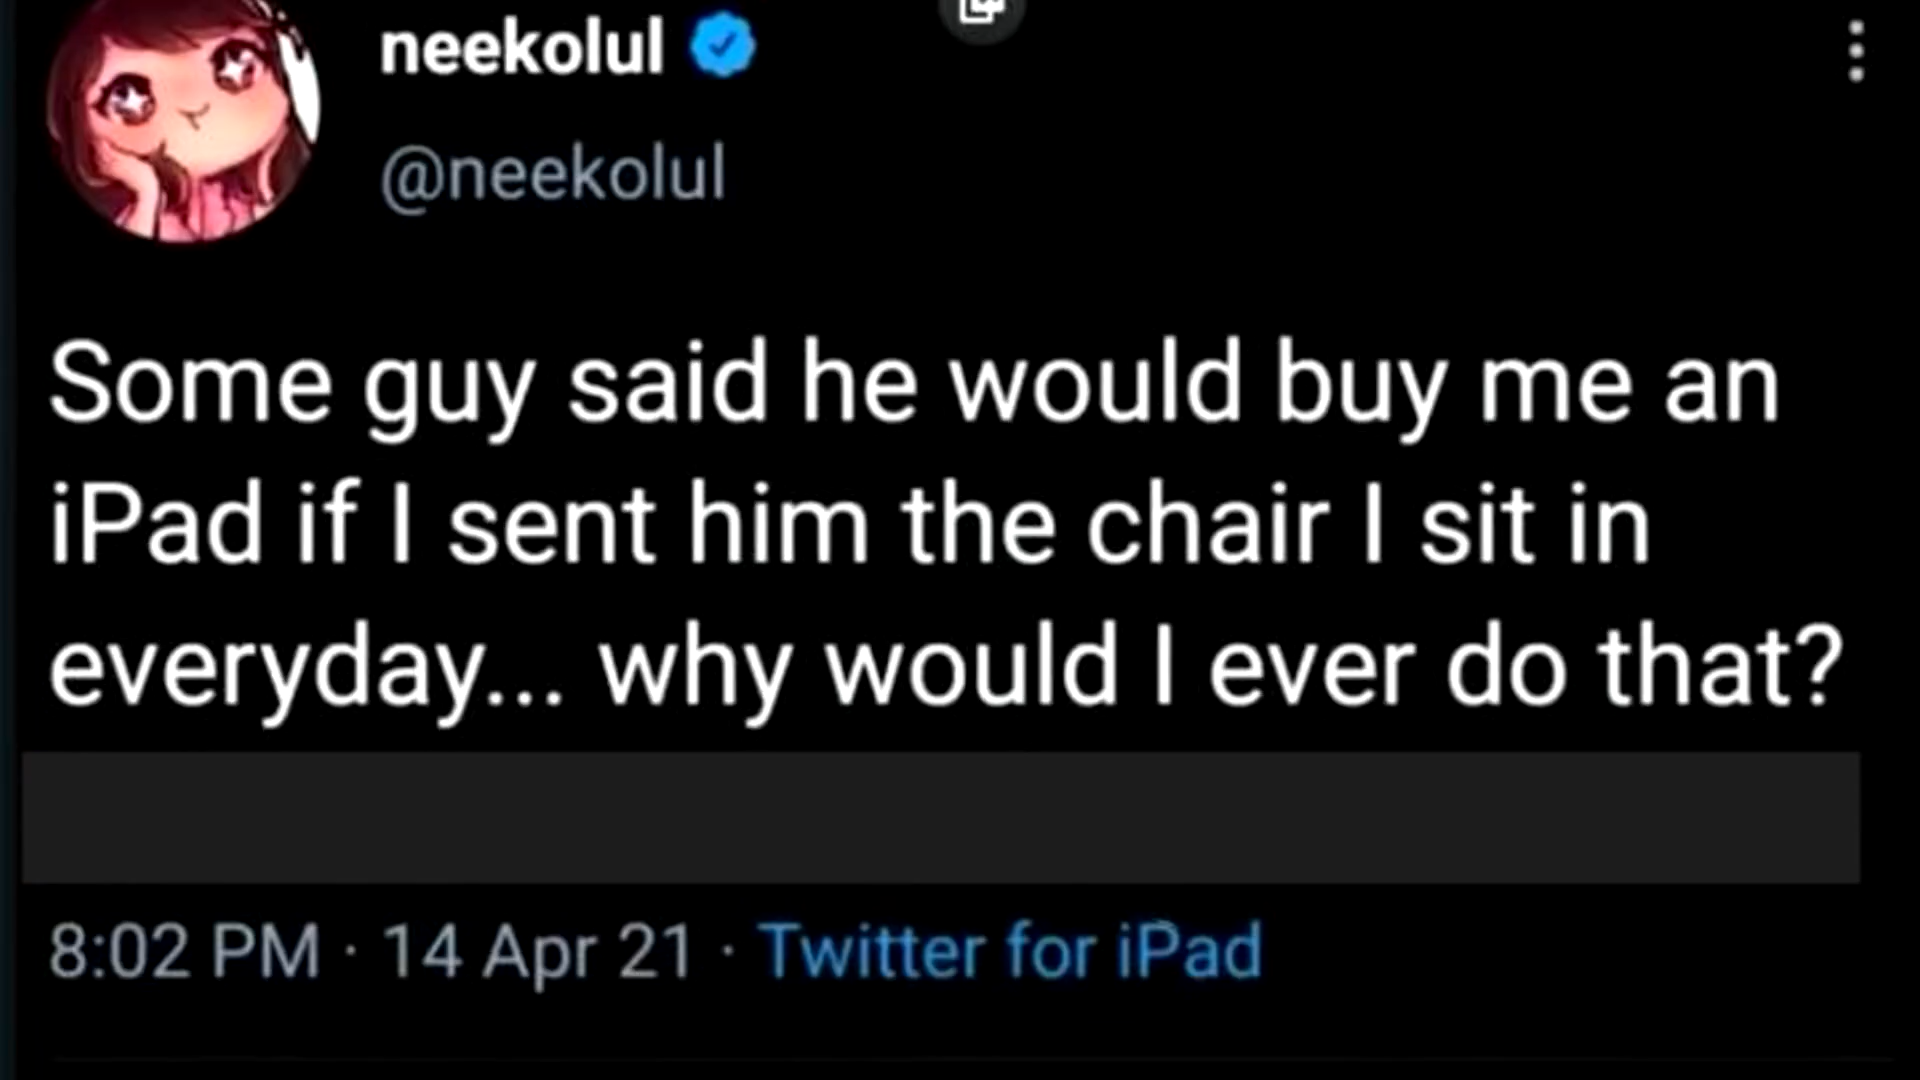 neekolul
@neekolul
Some guy said he would buy me an
iPad if I sent him the chair I sit in
everyday... why would I ever do that?
8:02 PM · 14 Apr 21 · Twitter for iPad